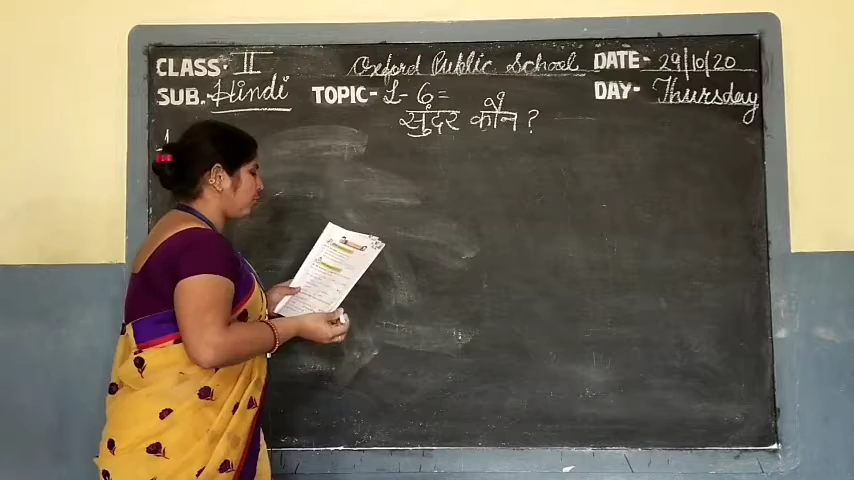 CLASS - II Oxford Public School DATE - 29/10/20
SUB. - Hindi TOPIC - L - 6 = DAY - Thursday
सुंदर कौन ?